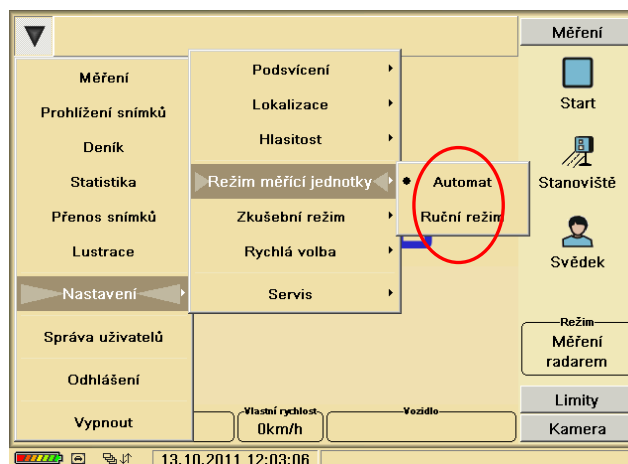 Měření
Prohlížení snímků
Deník
Statistika
Přenos snímků
Lustrace
Nastavení
Správa uživatelů
Odhlášení
Vypnout
Podsvícení
Lokalizace
Hlasitost
Režim měřící jednotky
Zkušební režim
Rychlá volba
Servis
Automat
Ruční režim
Měření
Start
Stanoviště
Svědek
Režim
Měření
radarem
Limity
Kamera
Vlastní rychlost
0km/h
Vozidlo
13.10.2011 12:03:06